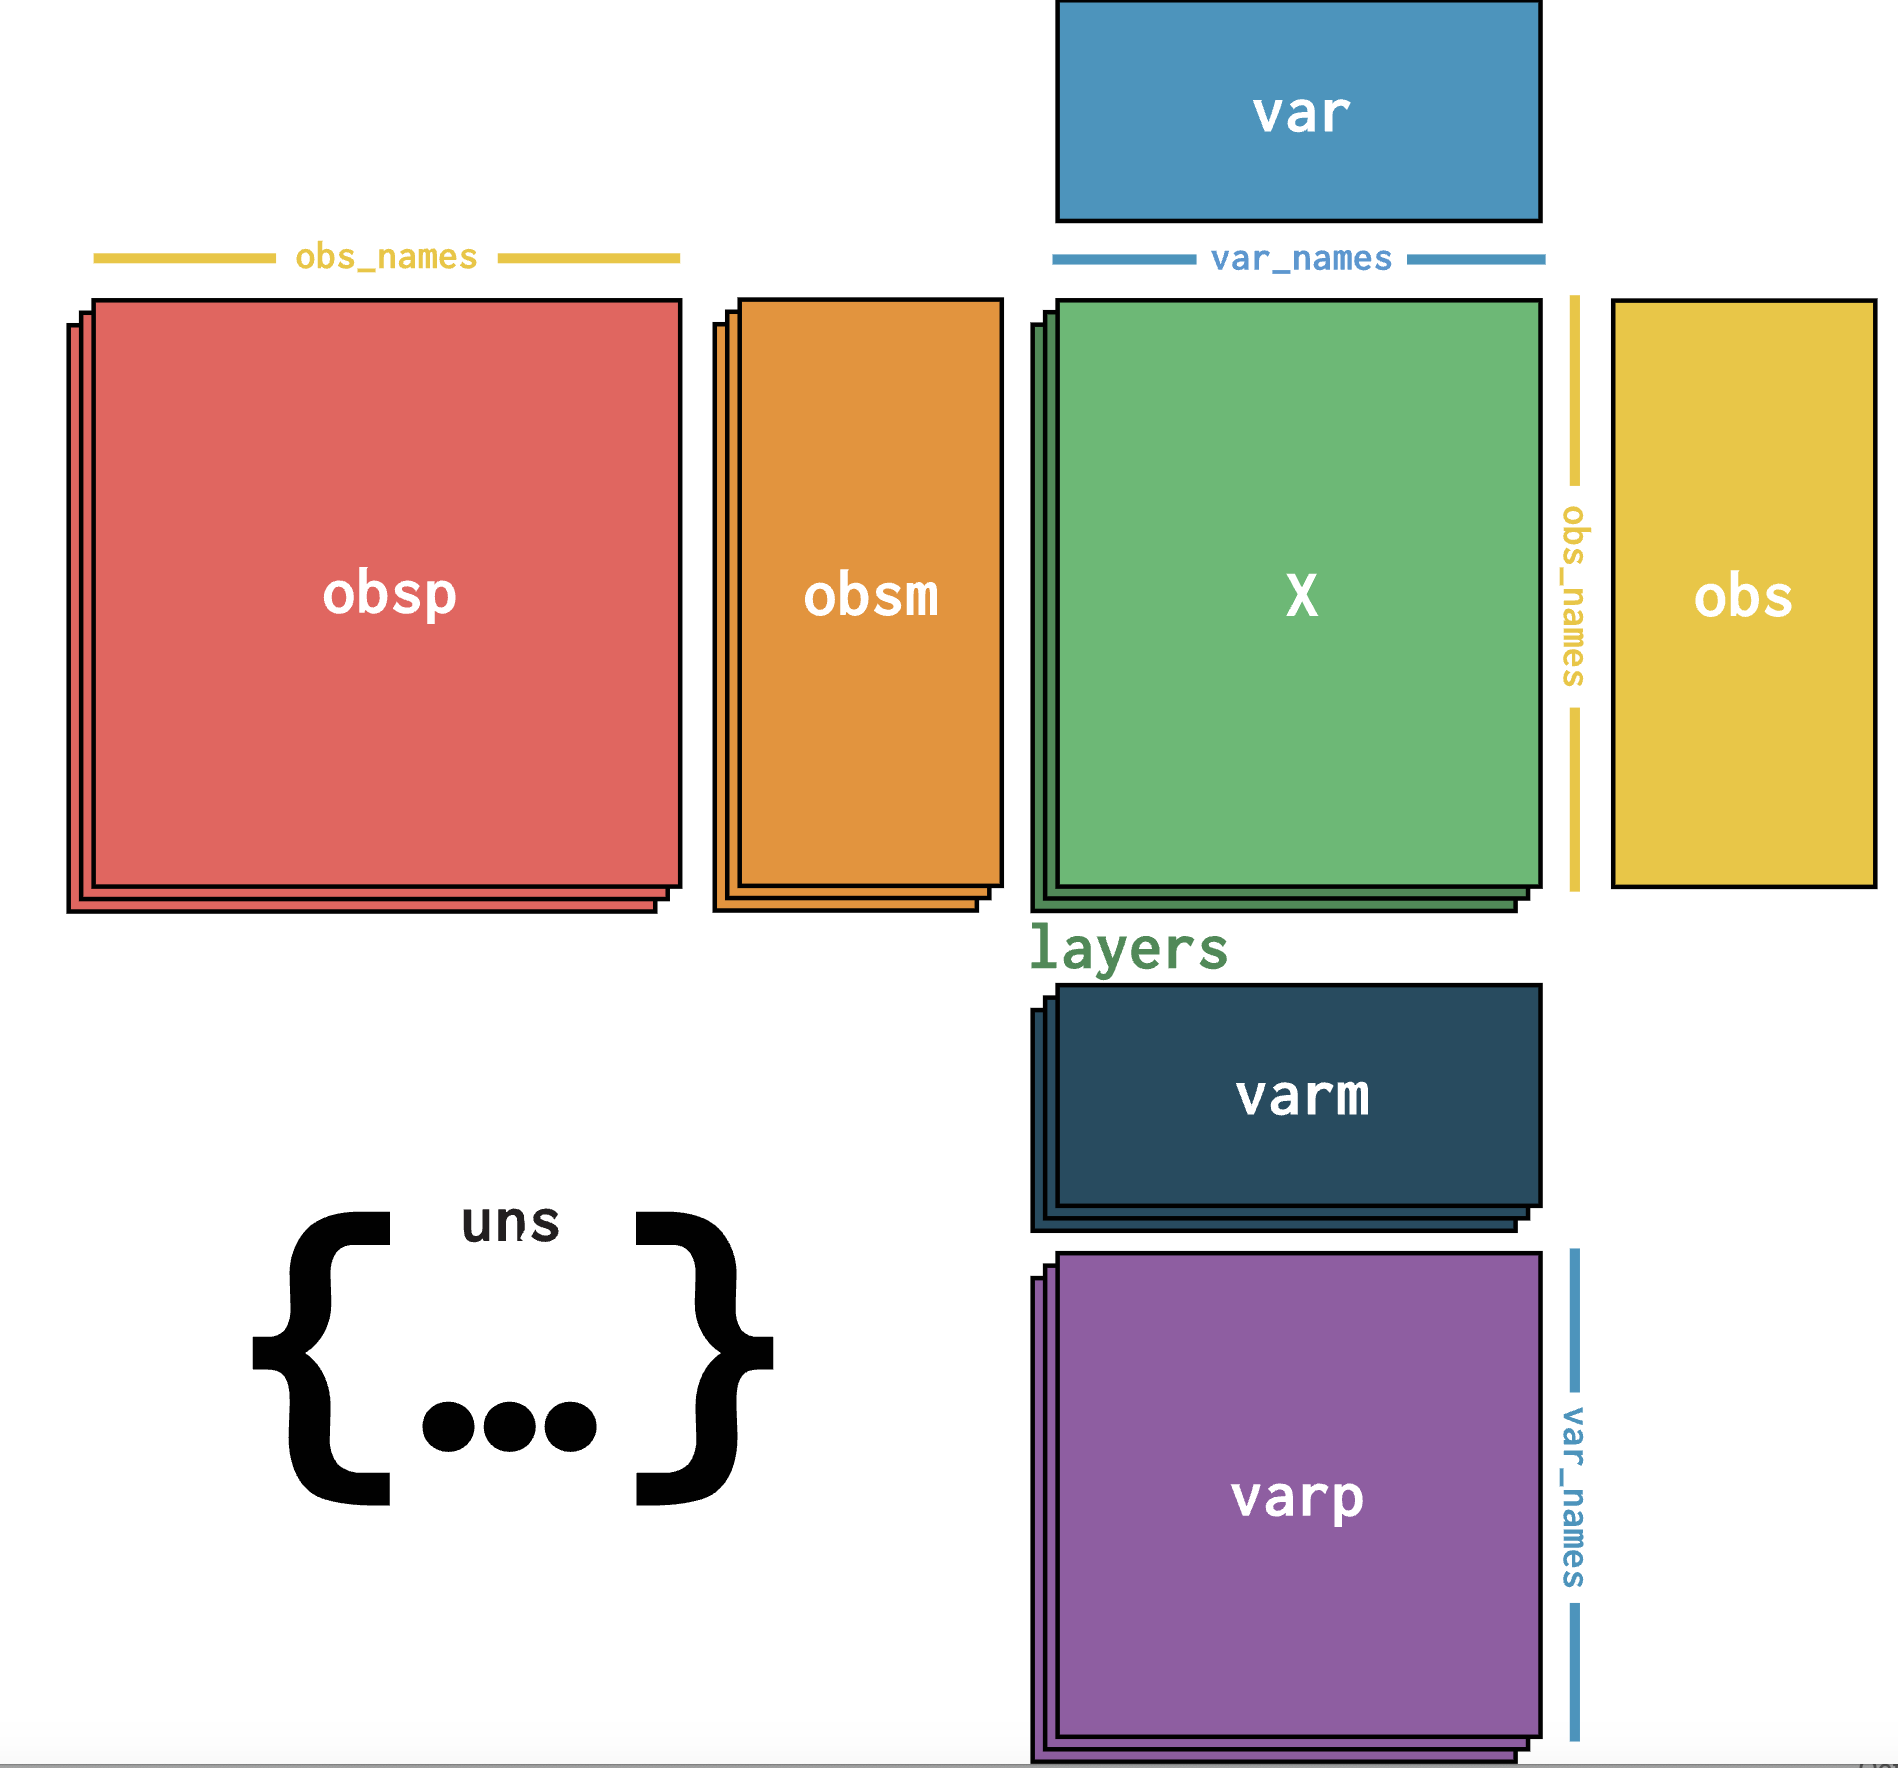 var
obs_names
var_names
obsp
obsm
X
obs_names
obs
layers
varm
uns
varp
var_names